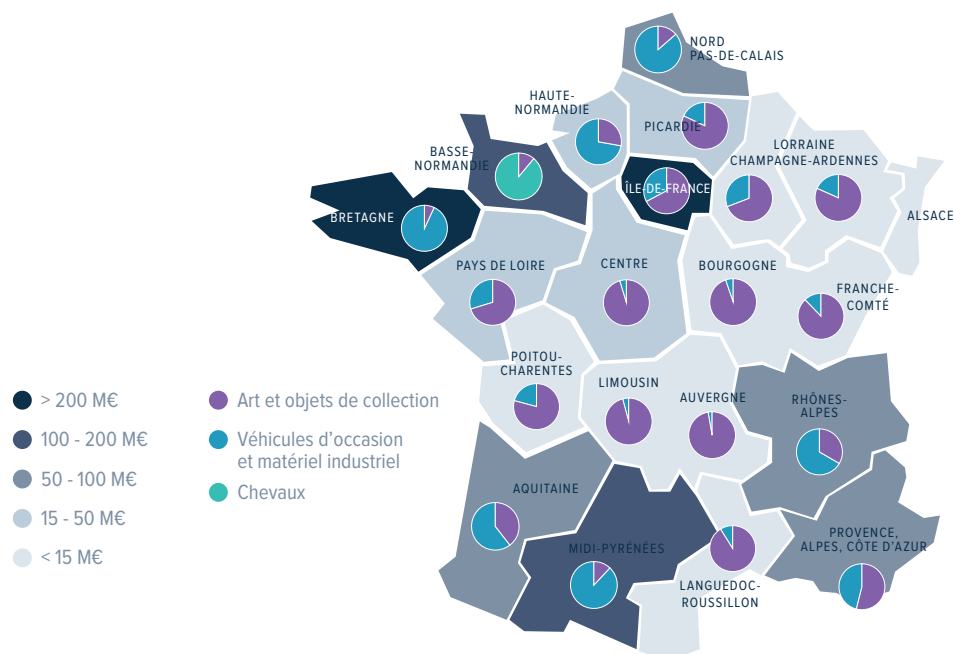 NORD
PAS-DE-CALAIS
HAUTE-
NORMANDIE
PICARDIE
LORRAINE
CHAMPAGNE-ARDENNES
BASSE-
NORMANDIE
ÎLE-DE-FRANCE
BRETAGNE
ALSACE
PAYS DE LOIRE
CENTRE
BOURGOGNE
FRANCHE-
COMTÉ
POITOU-
CHARENTES
LIMOUSIN
AUVERGNE
RHÔNES-
ALPES
> 200 M€
100 - 200 M€
50 - 100 M€
15 - 50 M€
< 15 M€
Art et objets de collection
Véhicules d’occasion
et matériel industriel
Chevaux
AQUITAINE
MIDI-PYRÉNÉES
PROVENCE,
ALPES, CÔTE D’AZUR
LANGUEDOC-
ROUSSILLON